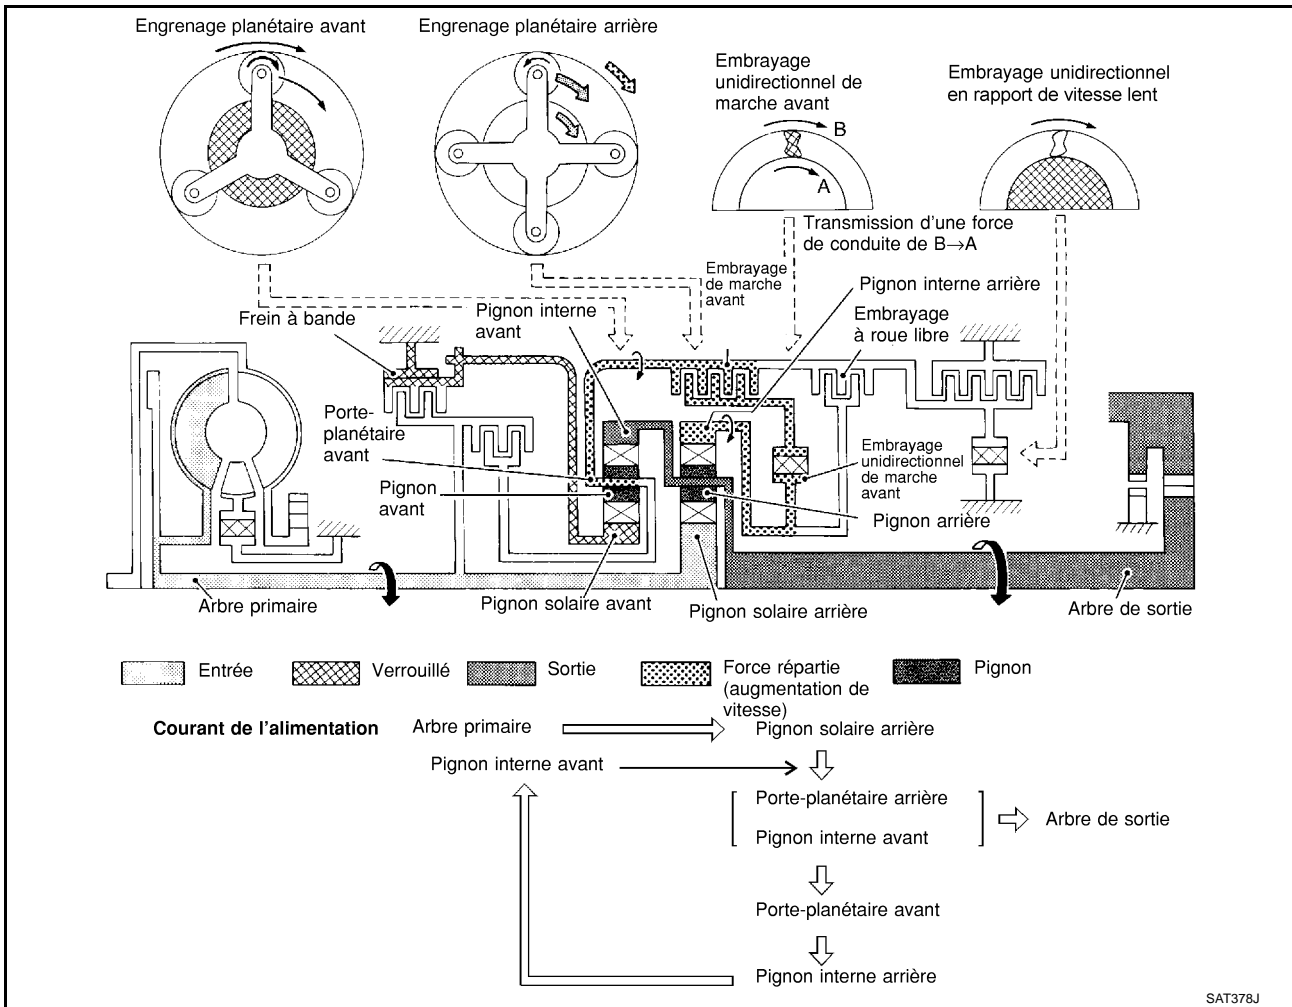 Engrenage planétaire avant
Engrenage planétaire arrière
Embrayage
unidirectionnel de
marche avant
Embrayage unidirectionnel
en rapport de vitesse lent
B
A
Transmission d'une force
de conduite de B→A
Embrayage
de marche
avant
Pignon interne arrière
Pignon interne
avant
Frein à bande
Embrayage
à roue libre
Porte-
planétaire
avant
Pignon
avant
Embrayage
unidirectionnel
de marche
avant
Pignon arrière
Arbre primaire
Pignon solaire avant
Pignon solaire arrière
Arbre de sortie
Entrée
Verrouillé
Sortie
Force répartie
(augmentation de
vitesse)
Pignon
Courant de l'alimentation
Arbre primaire
Pignon solaire arrière
Pignon interne avant
Porte-planétaire arrière
Pignon interne avant
Arbre de sortie
Porte-planétaire avant
Pignon interne arrière
SAT378J